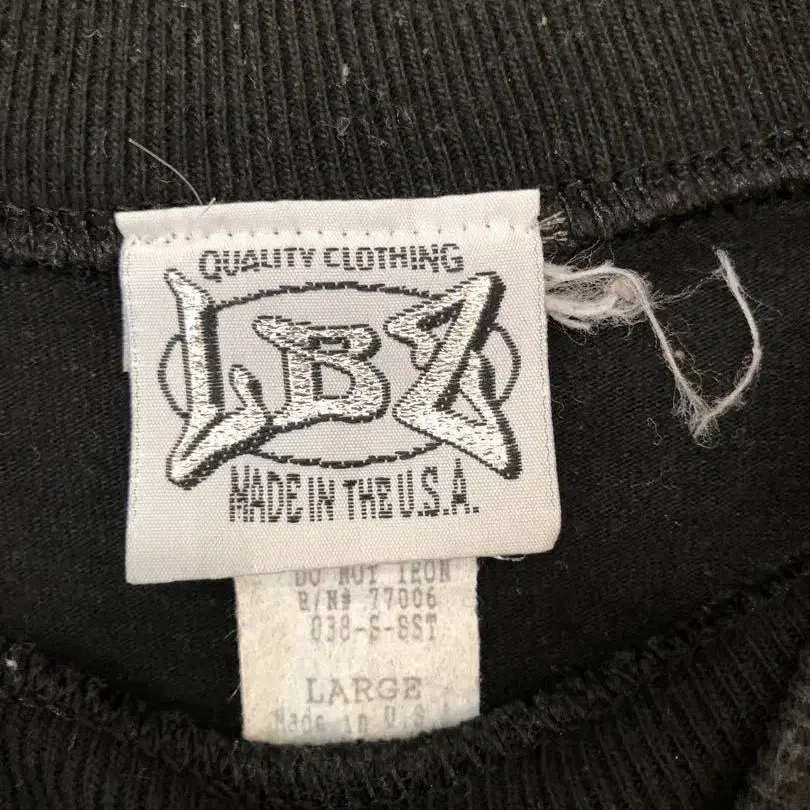 QUALITY CLOTHING
LBZ
MADE IN THE U.S.A.
DO NOT IRON
R/N# 77006
038-S-SST
LARGE
Made in U.S.